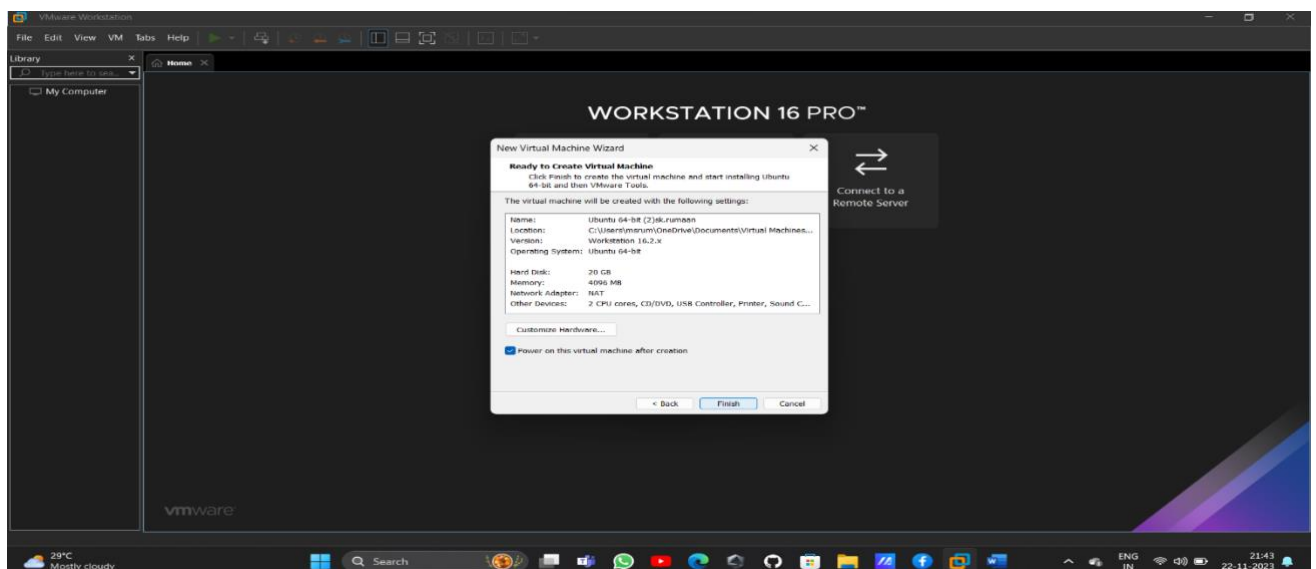 VMware Workstation
File Edit View VM Tabs Help
Library
Home
Type here to sea...
My Computer
WORKSTATION 16 PRO™
New Virtual Machine Wizard
Ready to Create Virtual Machine
Click Finish to create the virtual machine and start installing Ubuntu
64-bit and then VMware Tools.
Connect to a
Remote Server
The virtual machine will be created with the following settings:
Name: Ubuntu 64-bit (2)sk.rumaan
Location: C:\Users\msrum\OneDrive\Documents\Virtual Machines...
Version: Workstation 16.2.x
Operating System: Ubuntu 64-bit
Hard Disk: 20 GB
Memory: 4096 MB
Network Adapter: NAT
Other Devices: 2 CPU cores, CD/DVD, USB Controller, Printer, Sound C...
Customize Hardware...
Power on this virtual machine after creation
< Back Finish Cancel
vmware
29°C
Mostly cloudy
Search
ENG
IN
21:43
22-11-2023